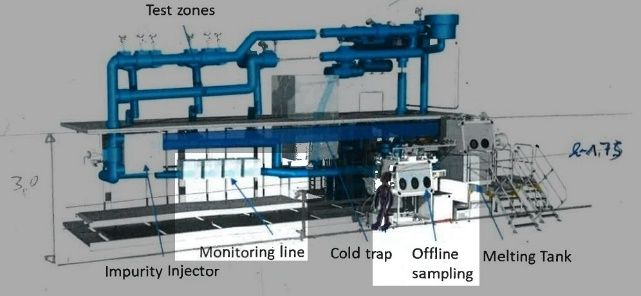 Test zones
3,0
Monitoring line
Cold trap
Offline
sampling
Melting Tank
Impurity Injector